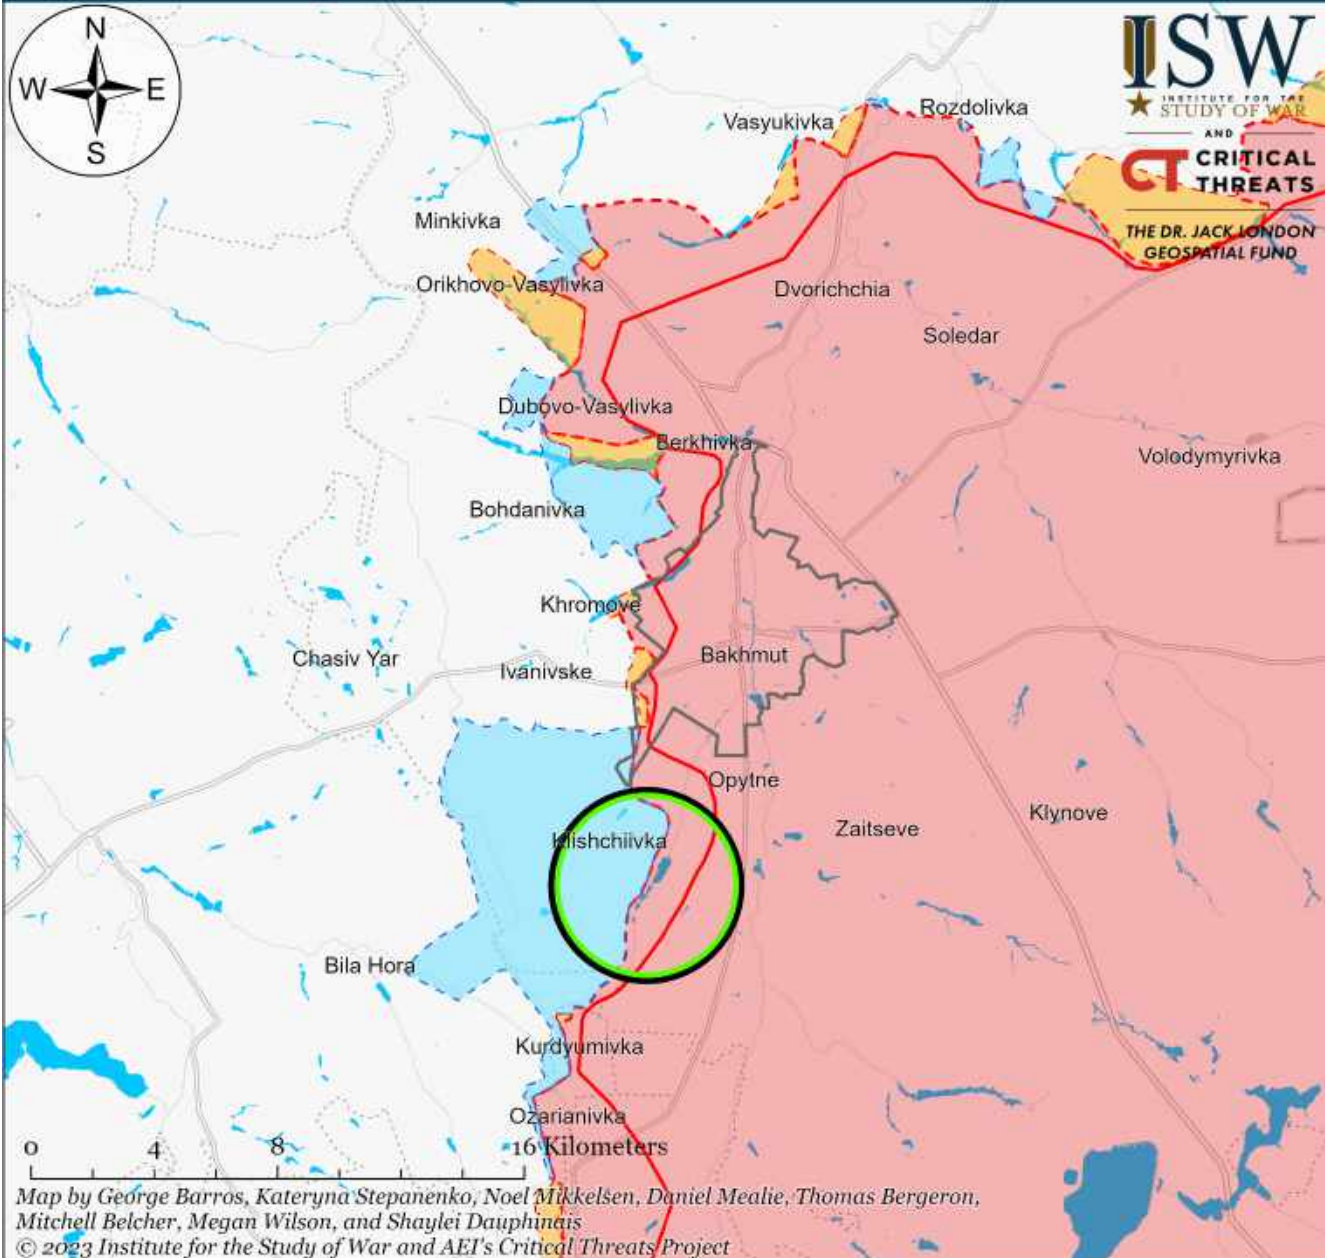 N
W
E
S
ISW
INSTITUTE FOR THE
STUDY OF WAR
AND
CT CRITICAL
THREATS
THE DR. JACK LONDON
GEOSPATIAL FUND
Rozdolivka
Vasyukivka
Minkivka
Orikhovo-Vasylivka
Dvorichchia
Soledar
Dubovo-Vasylivka
Berkhivka
Volodymyrivka
Bohdanivka
Khromove
Chasiv Yar
Bakhmut
Ivanivske
Opytne
Klynove
Zaitseve
Klishchiivka
Bila Hora
Kurdyumivka
Ozarianivka
0 4 8 16 Kilometers
Map by George Barros, Kateryna Stepanenko, Noel Mikkelsen, Daniel Mealie, Thomas Bergeron,
Mitchell Belcher, Megan Wilson, and Shaylei Dauphinais
© 2023 Institute for the Study of War and AEI's Critical Threats Project